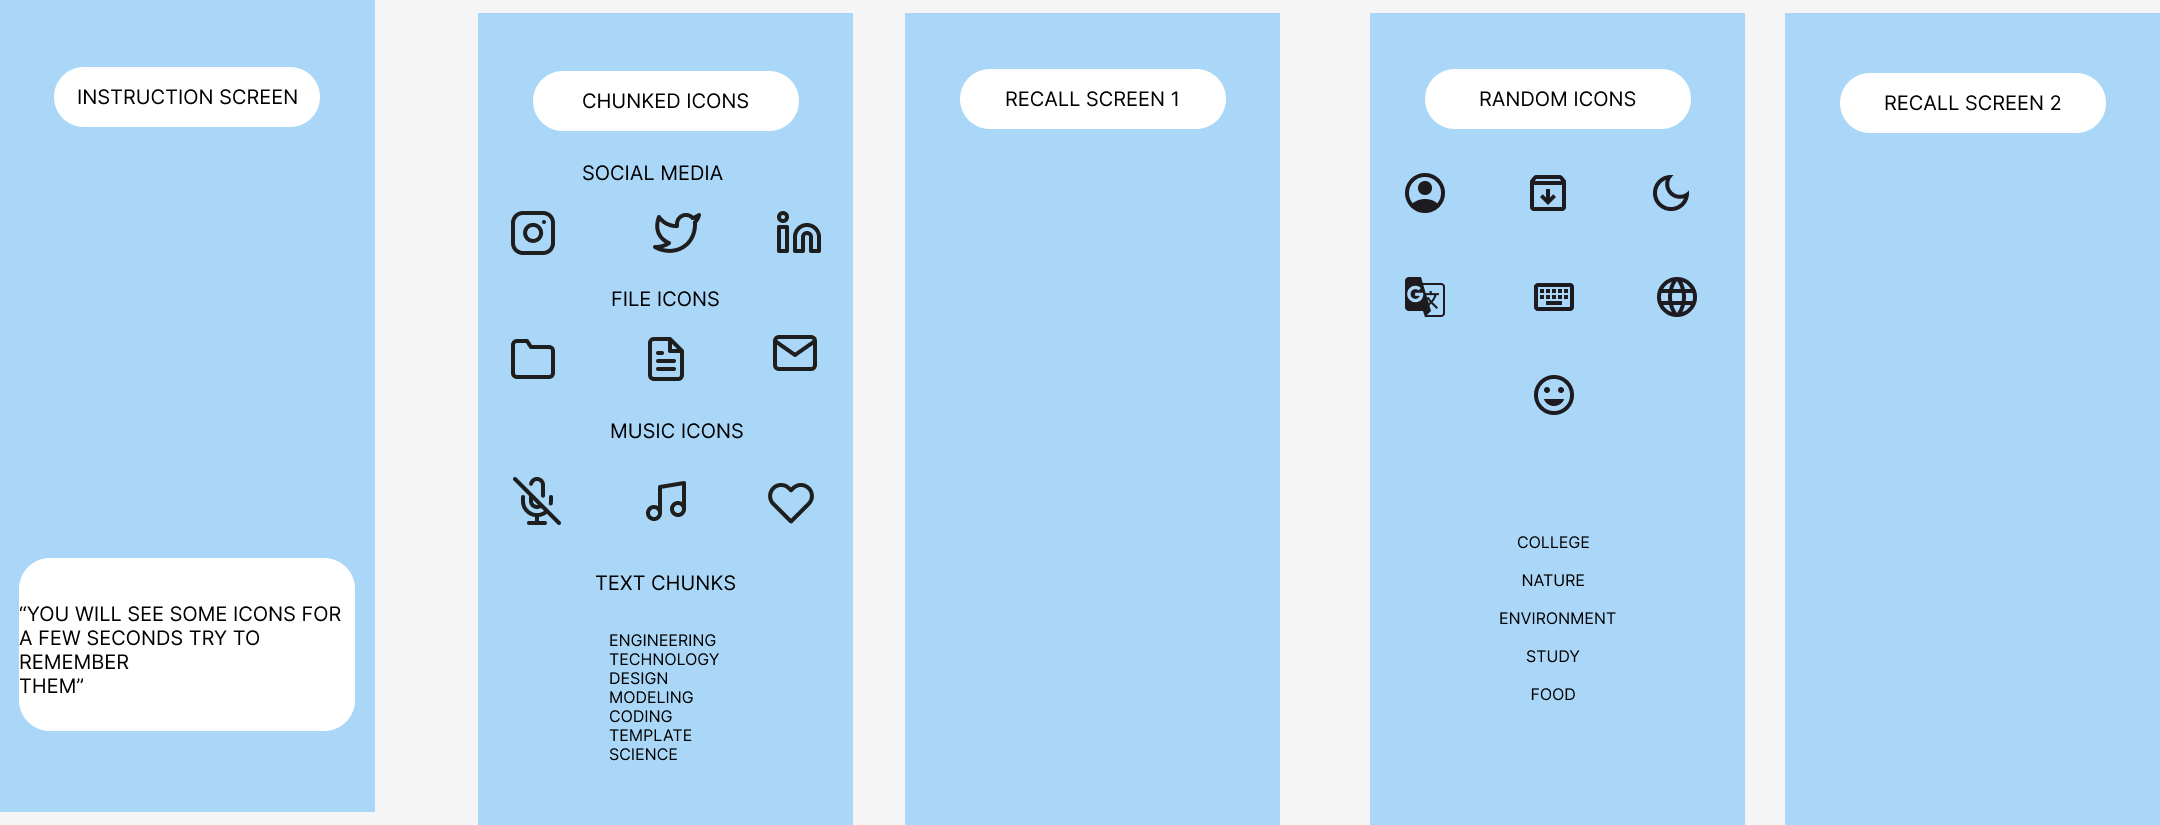 INSTRUCTION SCREEN
“YOU WILL SEE SOME ICONS FOR
A FEW SECONDS TRY TO
REMEMBER
THEM”
CHUNKED ICONS
SOCIAL MEDIA
FILE ICONS
MUSIC ICONS
TEXT CHUNKS
ENGINEERING
TECHNOLOGY
DESIGN
MODELING
CODING
TEMPLATE
SCIENCE
RECALL SCREEN 1
RANDOM ICONS
G 文
COLLEGE
NATURE
ENVIRONMENT
STUDY
FOOD
RECALL SCREEN 2